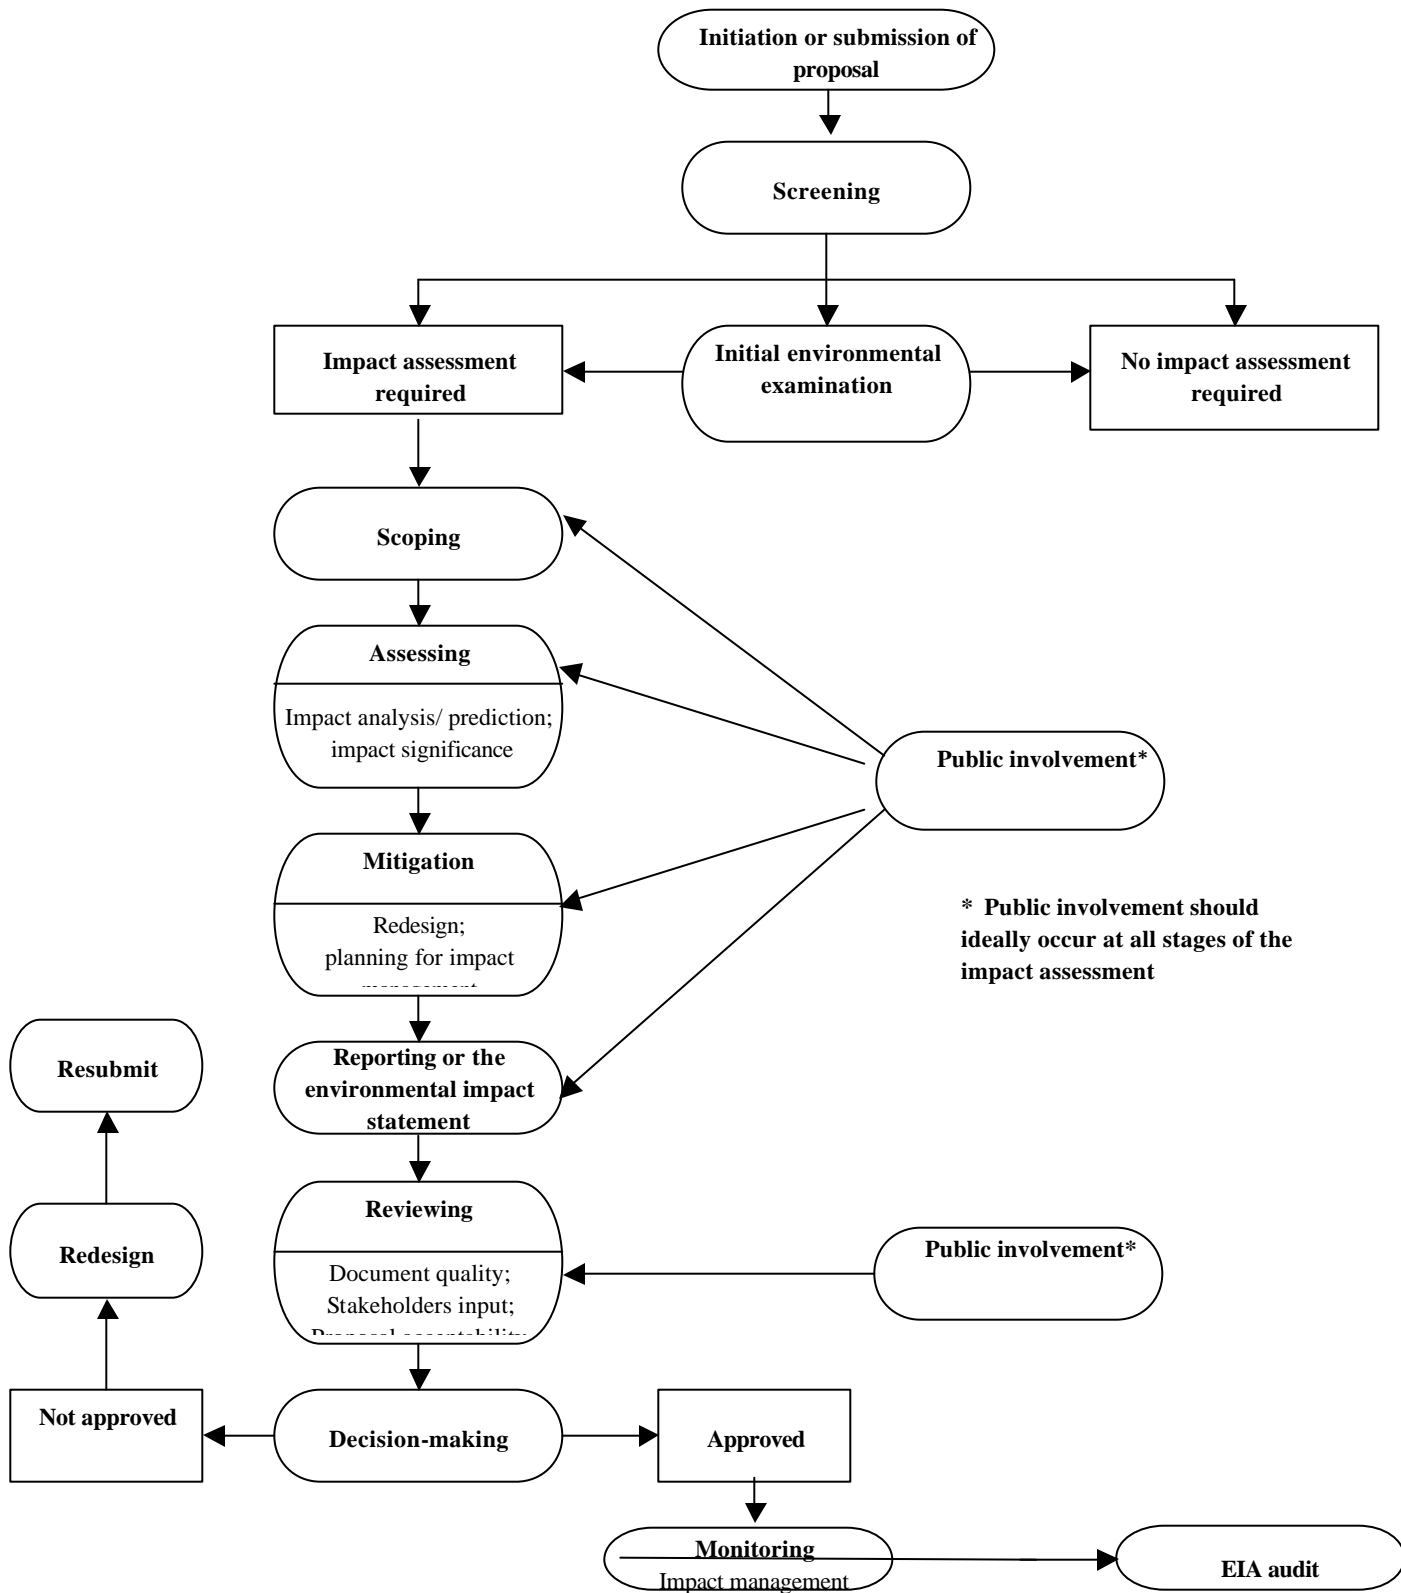 Initiation or submission of
proposal
Screening
Impact assessment
required
Initial environmental
examination
No impact assessment
required
Scoping
Assessing
Impact analysis/ prediction;
impact significance
Public involvement*
Mitigation
Redesign;
planning for impact
management
* Public involvement should
ideally occur at all stages of the
impact assessment
Resubmit
Reporting or the
environmental impact
statement
Redesign
Reviewing
Document quality;
Stakeholders input;
Proposal acceptability
Public involvement*
Not approved
Decision-making
Approved
Monitoring
Impact management
EIA audit